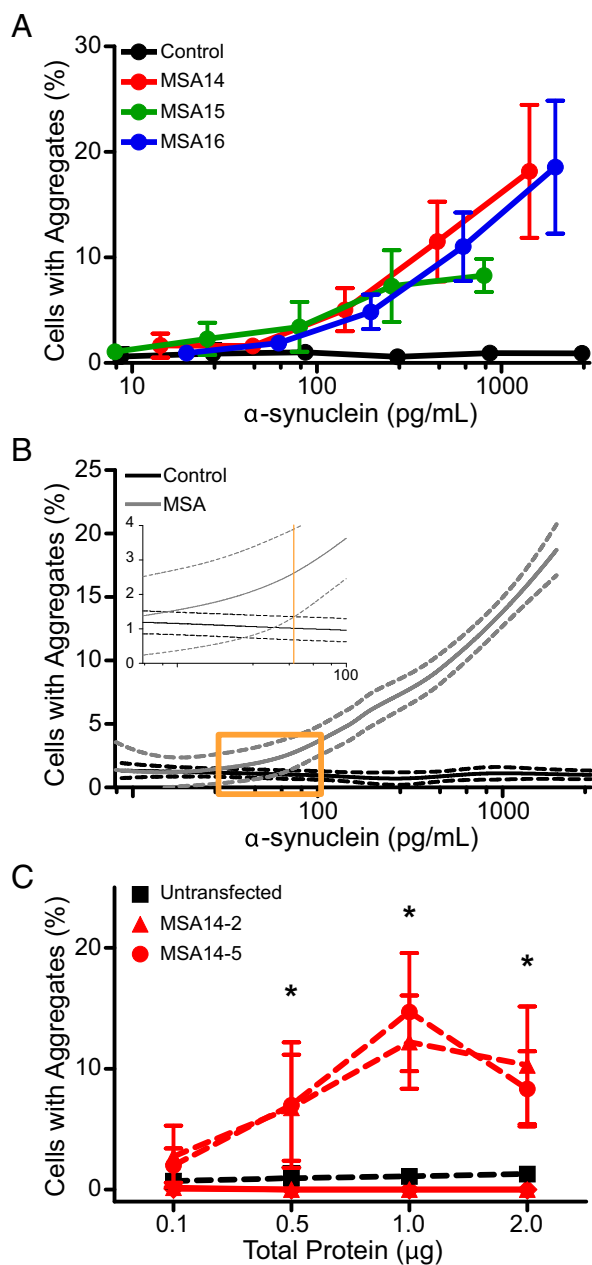 A
Cells with Aggregates (%)
30
20
10
0
Control
MSA14
MSA15
MSA16
10
100
1000
α-synuclein (pg/mL)
B
Cells with Aggregates (%)
25
20
15
10
5
0
Control
MSA
4
3
2
1
0
100
100
1000
α-synuclein (pg/mL)
C
Cells with Aggregates (%)
20
10
0
Untransfected
MSA14-2
MSA14-5
*
*
*
0.1
0.5
1.0
2.0
Total Protein (μg)